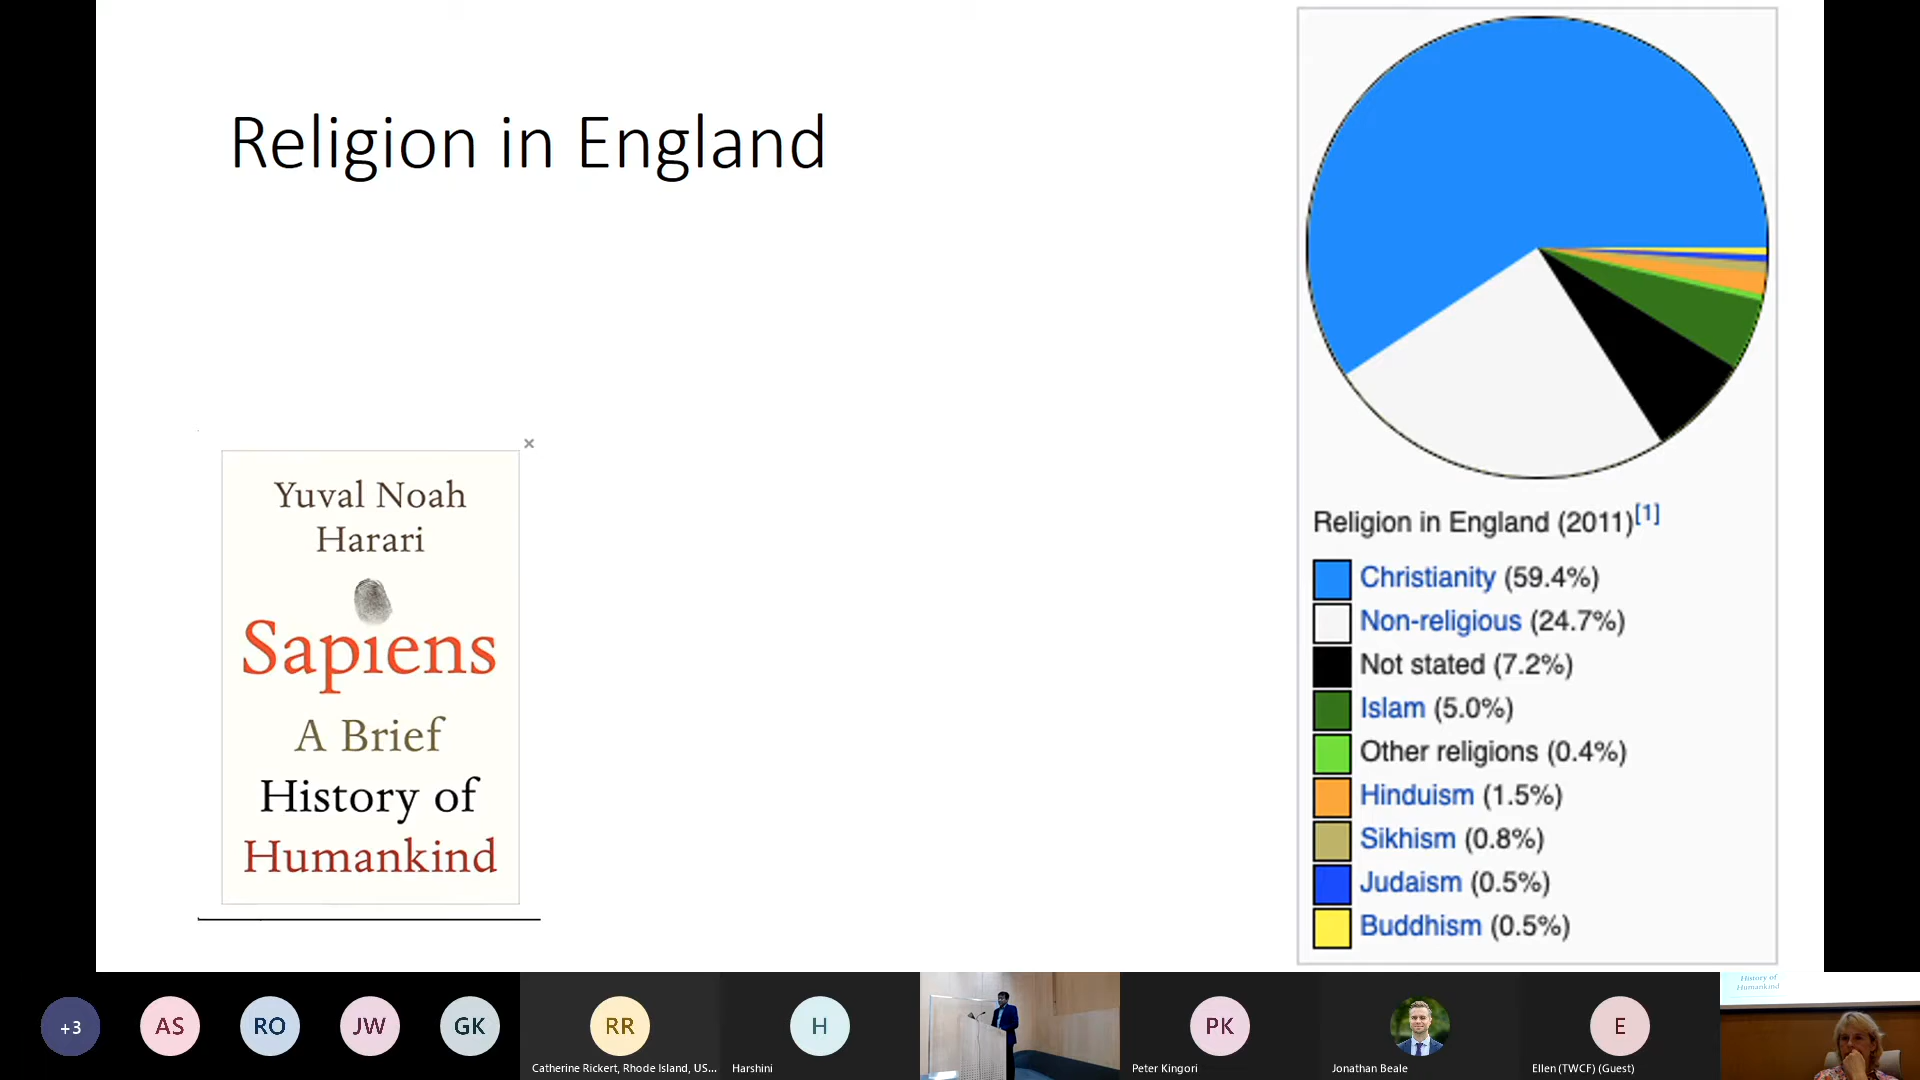 Religion in England
×
Yuval Noah
Harari
Sapiens
A Brief
History of
Humankind
Religion in England (2011)[1]
Christianity (59.4%)
Non-religious (24.7%)
Not stated (7.2%)
Islam (5.0%)
Other religions (0.4%)
Hinduism (1.5%)
Sikhism (0.8%)
Judaism (0.5%)
Buddhism (0.5%)
+3
AS
RO
JW
GK
RR
Catherine Rickert, Rhode Island, US...
H
Harshini
PK
Peter Kingori
Jonathan Beale
E
Ellen (TWCF) (Guest)
History of
Humankind